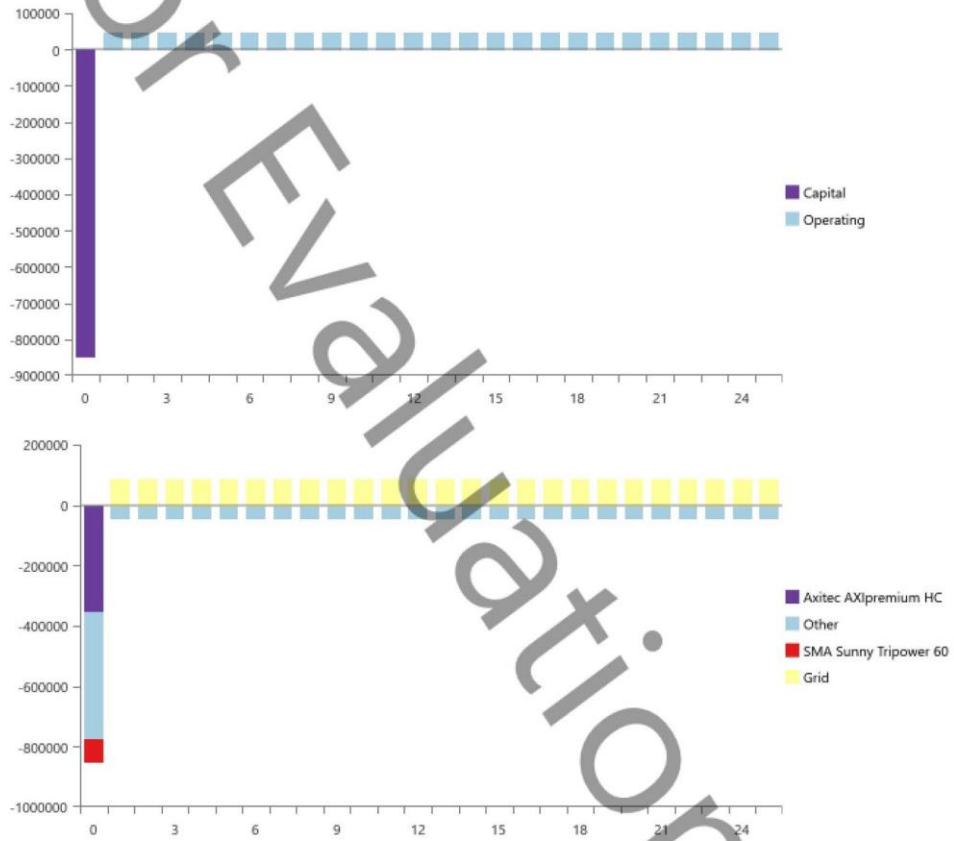 100000
0
-100000
-200000
-300000
-400000
-500000
-600000
-700000
-800000
-900000
0 3 6 9 12 15 18 21 24
Capital
Operating
200000
0
-200000
-400000
-600000
-800000
-1000000
0 3 6 9 12 15 18 21 24
Axitec AXIpremium HC
Other
SMA Sunny Tripower 60
Grid
or Evaluation